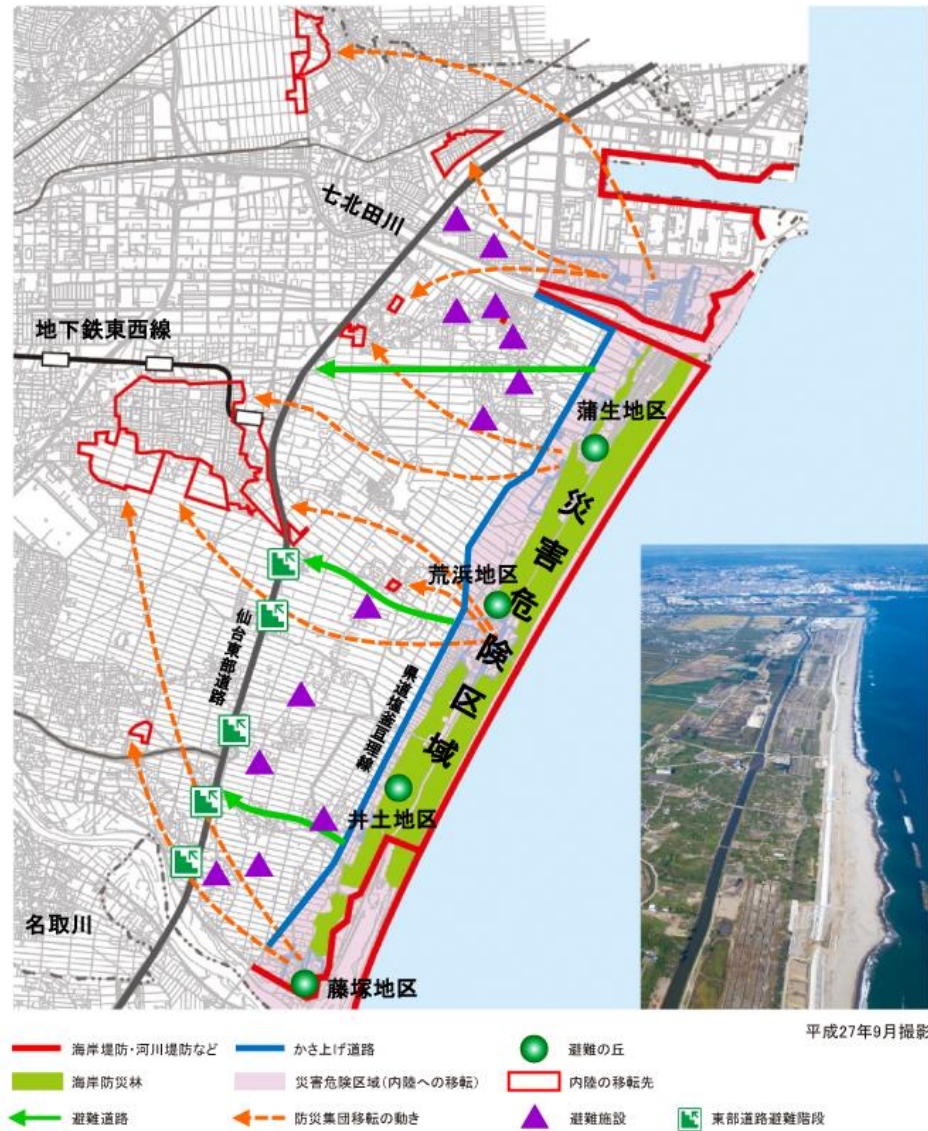 七北田川
地下鉄東西線
蒲生地区
災害危険区域
荒浜地区
仙台東部道路
県道塩釜亘理線
井土地区
名取川
藤塚地区
平成27年9月撮影
海岸堤防・河川堤防など
かさ上げ道路
避難の丘
海岸防災林
災害危険区域(内陸への移転)
内陸の移転先
避難道路
防災集団移転の動き
避難施設
東部道路避難階段